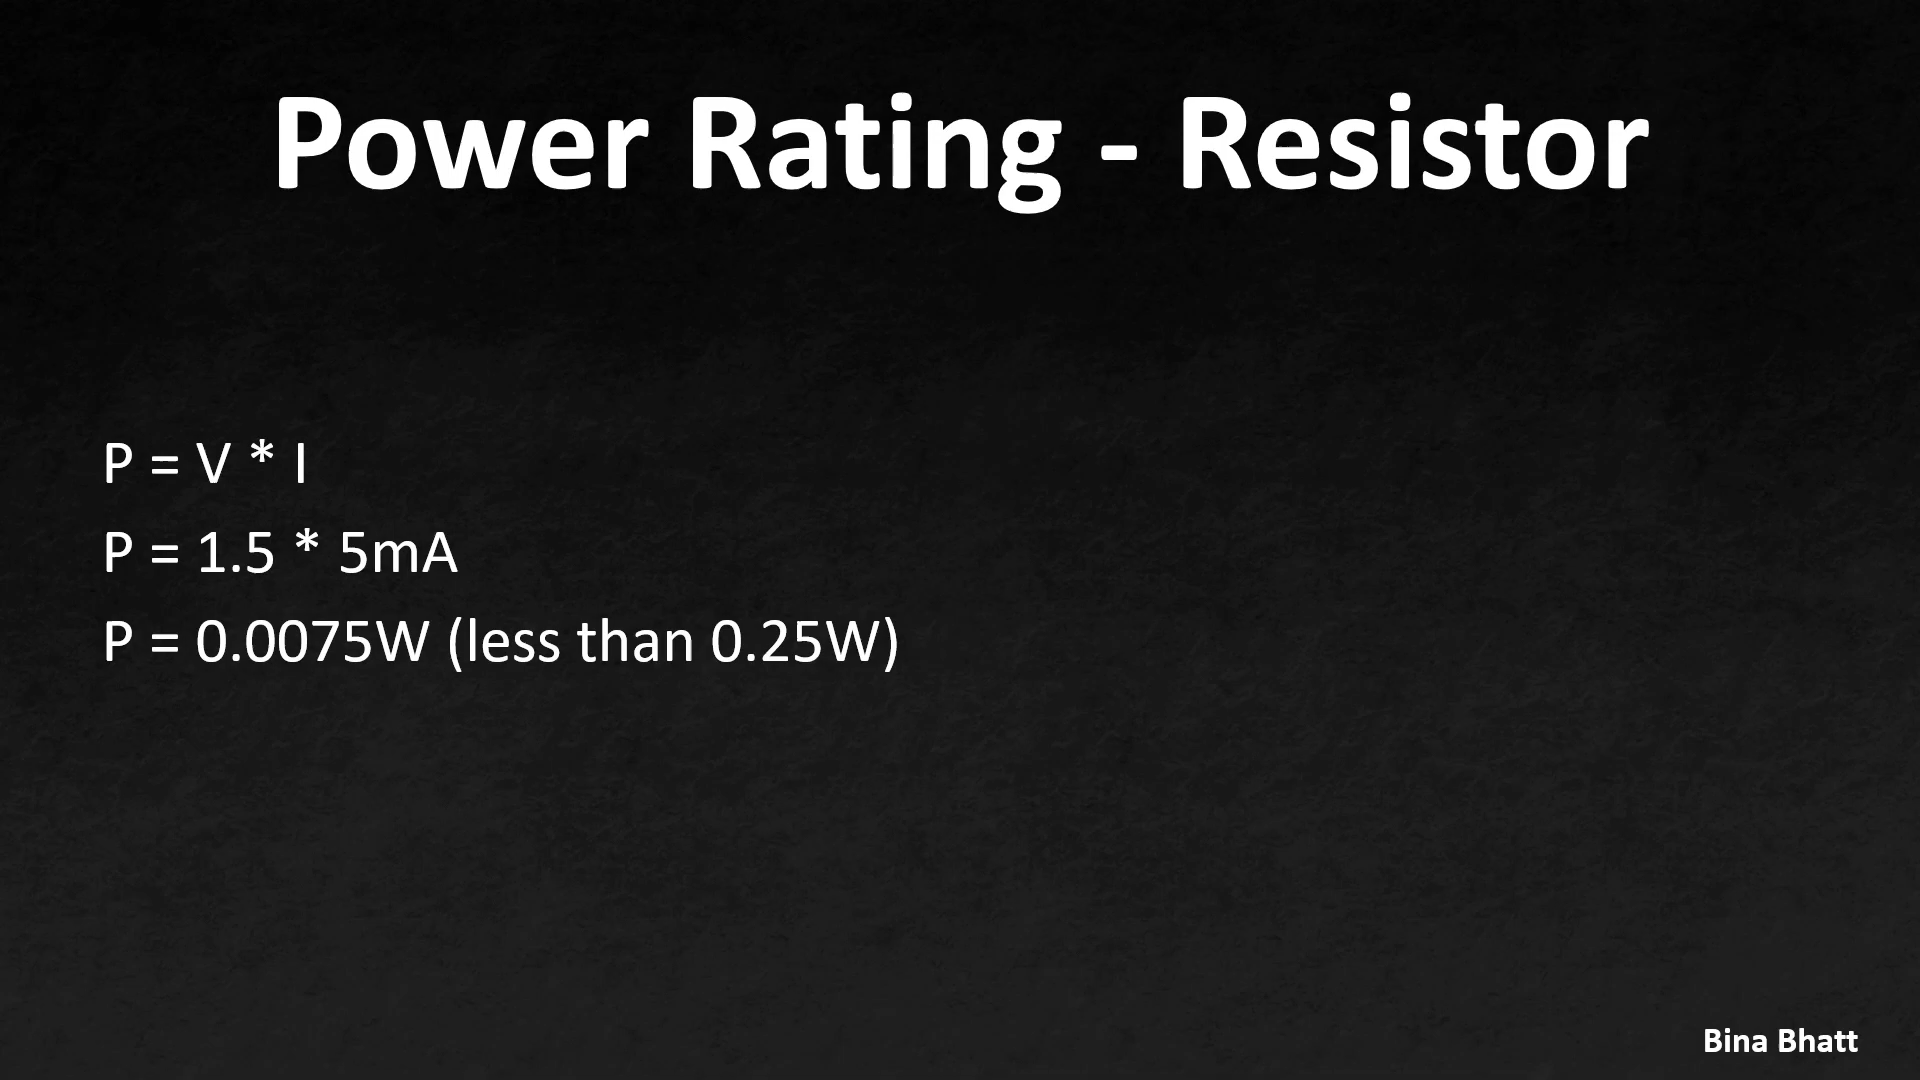 Power Rating - Resistor
P = V * I
P = 1.5 * 5mA
P = 0.0075W (less than 0.25W)
Bina Bhatt